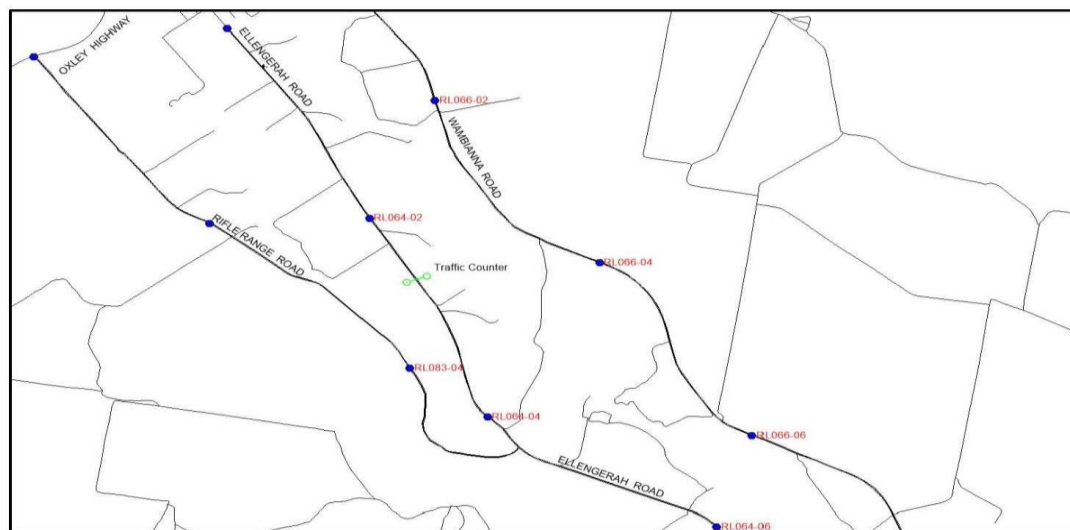 OXLEY HIGHWAY
ELLENGERAH ROAD
RL066-02
WAMBIANNA ROAD
RL064-02
RIFLE RANGE ROAD
Traffic Counter
RL066-04
RL083-04
RL064-04
RL066-06
ELLENGERAH ROAD
RL064-06